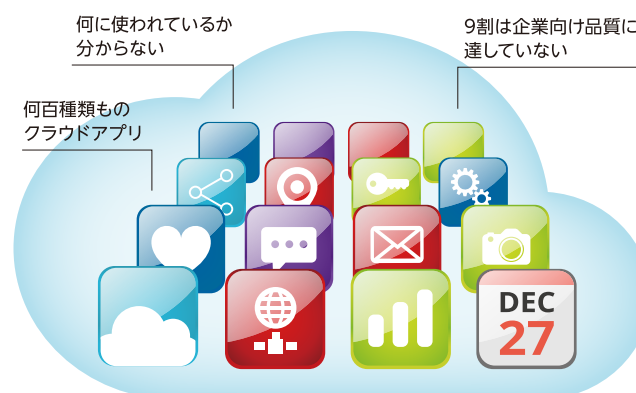 何に使われているか
分からない
9割は企業向け品質に
達していない
何百種類もの
クラウドアプリ
DEC
27